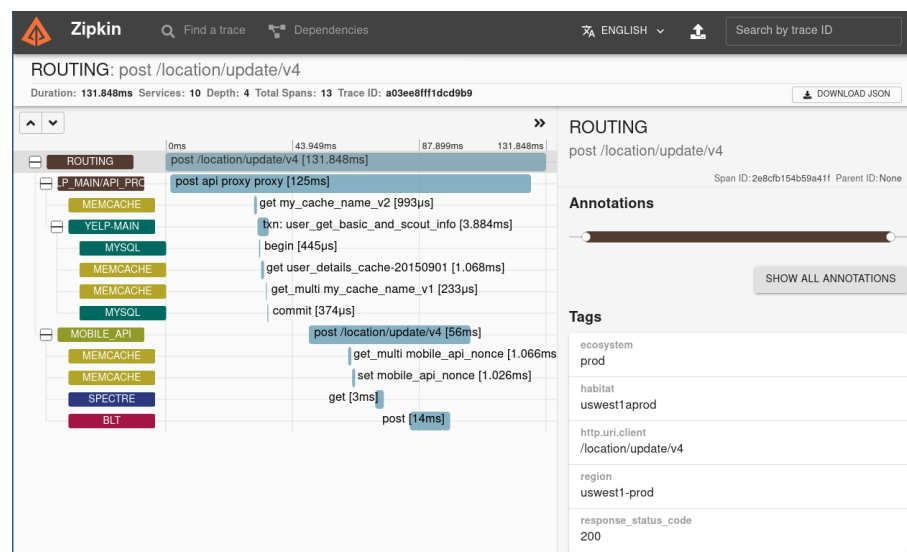 Zipkin
Find a trace
Dependencies
ENGLISH
Search by trace ID
ROUTING: post /location/update/v4
Duration: 131.848ms Services: 10 Depth: 4 Total Spans: 13 Trace ID: a03ee8fff1dcd9b9
DOWNLOAD JSON
0ms 43.949ms 87.899ms 131.848ms
ROUTING post /location/update/v4 [131.848ms]
_P_MAIN/API_PRO post api proxy proxy [125ms]
MEMCACHE get my_cache_name_v2 [993µs]
YELP-MAIN txn: user_get_basic_and_scout_info [3.884ms]
MYSQL begin [445µs]
MEMCACHE get user_details_cache-20150901 [1.068ms]
MEMCACHE get_multi my_cache_name_v1 [233µs]
MYSQL commit [374µs]
MOBILE_API post /location/update/v4 [56ms]
MEMCACHE get_multi mobile_api_nonce [1.066ms
MEMCACHE set mobile_api_nonce [1.026ms]
SPECTRE get [3ms]
BLT post [14ms]
ROUTING
post /location/update/v4
Span ID: 2e8cfb154b59a41f Parent ID: None
Annotations
SHOW ALL ANNOTATIONS
Tags
ecosystem
prod
habitat
uswest1aprod
http.uri.client
/location/update/v4
region
uswest1-prod
response_status_code
200